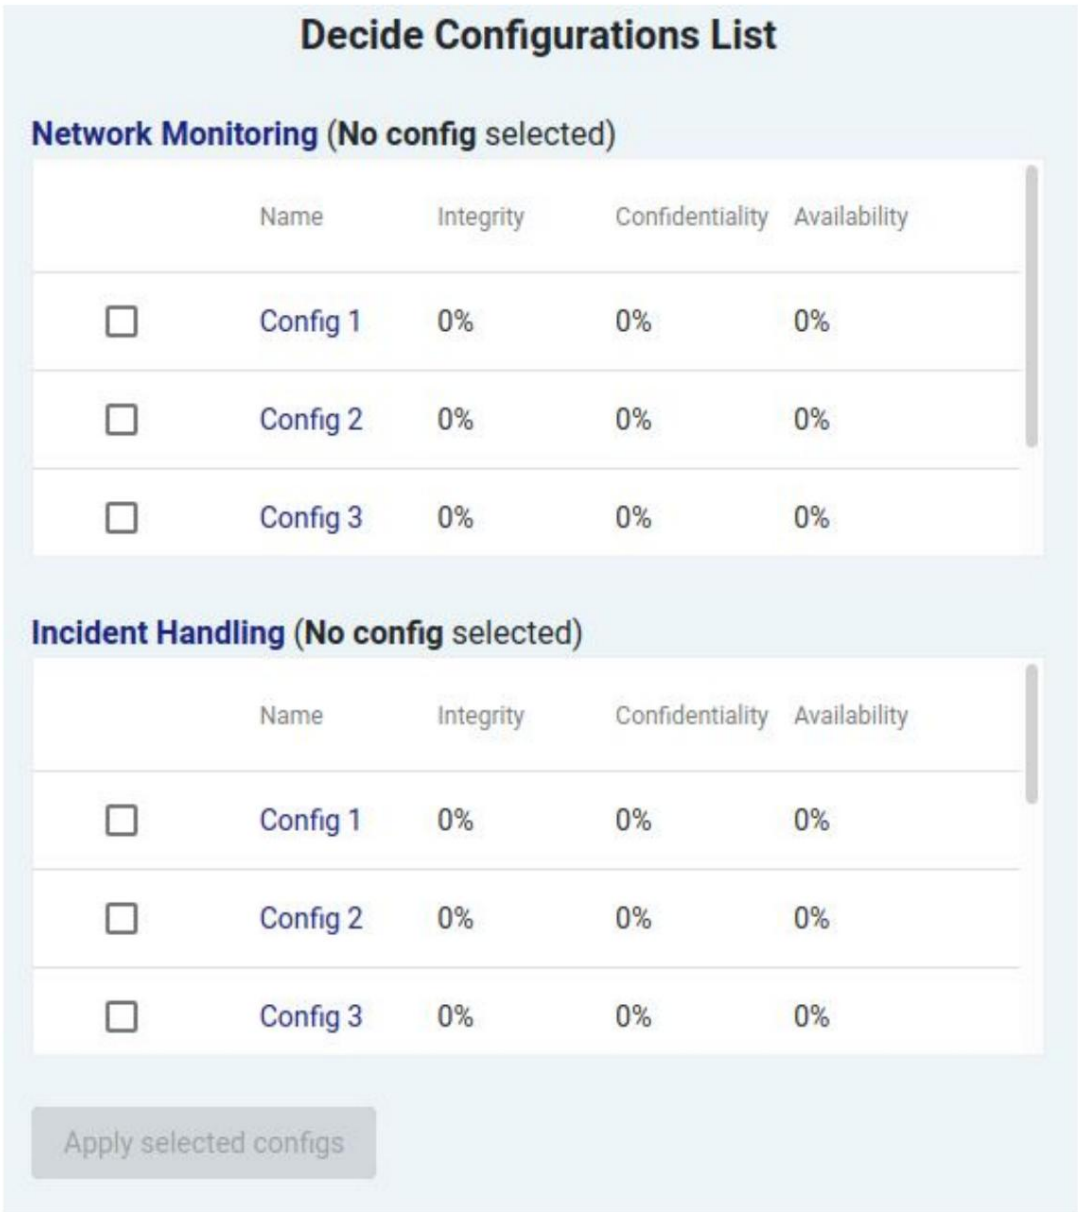 Decide Configurations List
Network Monitoring (No config selected)
Name Integrity Confidentiality Availability
Config 1 0% 0% 0%
Config 2 0% 0% 0%
Config 3 0% 0% 0%
Incident Handling (No config selected)
Name Integrity Confidentiality Availability
Config 1 0% 0% 0%
Config 2 0% 0% 0%
Config 3 0% 0% 0%
Apply selected configs